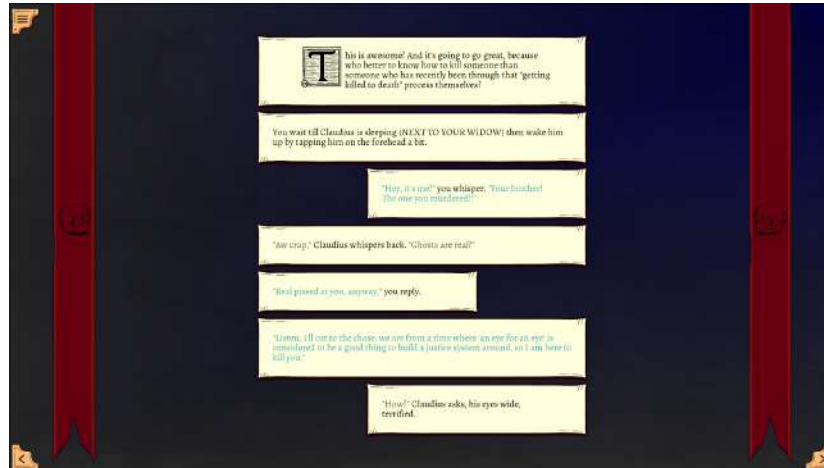 This is awesome! And it's going to go great, because
who better to know how to kill someone than
someone who has recently been through that "getting
killed to death" process themselves?
You wait till Claudius is sleeping (NEXT TO YOUR WIDOW) then wake him
up by tapping him on the forehead a bit.
"Hey, it's me!" you whisper. "Your brother!
The one you murdered!!"
"Aw crap," Claudius whispers back. "Ghosts are real?"
"Real pissed at you, anyway," you reply.
"Listen, I'll cut to the chase: we are from a time where 'an eye for an eye' is
considered to be a good thing to build a justice system around, so I am here to
kill you."
"How?" Claudius asks, his eyes wide,
terrified.